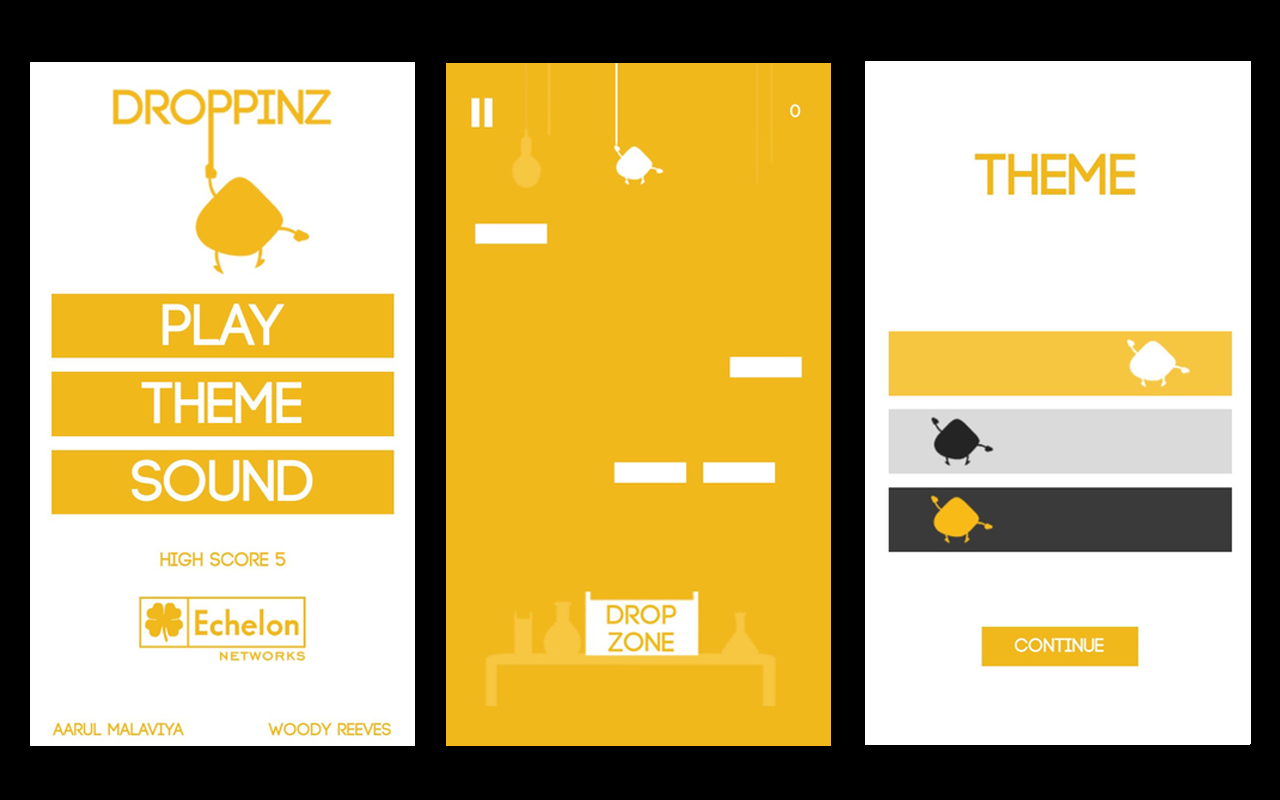 DROPPINZ
PLAY
THEME
SOUND
HIGH SCORE 5
Echelon
NETWORKS
AARUL MALAVIYA
WOODY REEVES
0
DROP
ZONE
THEME
CONTINUE